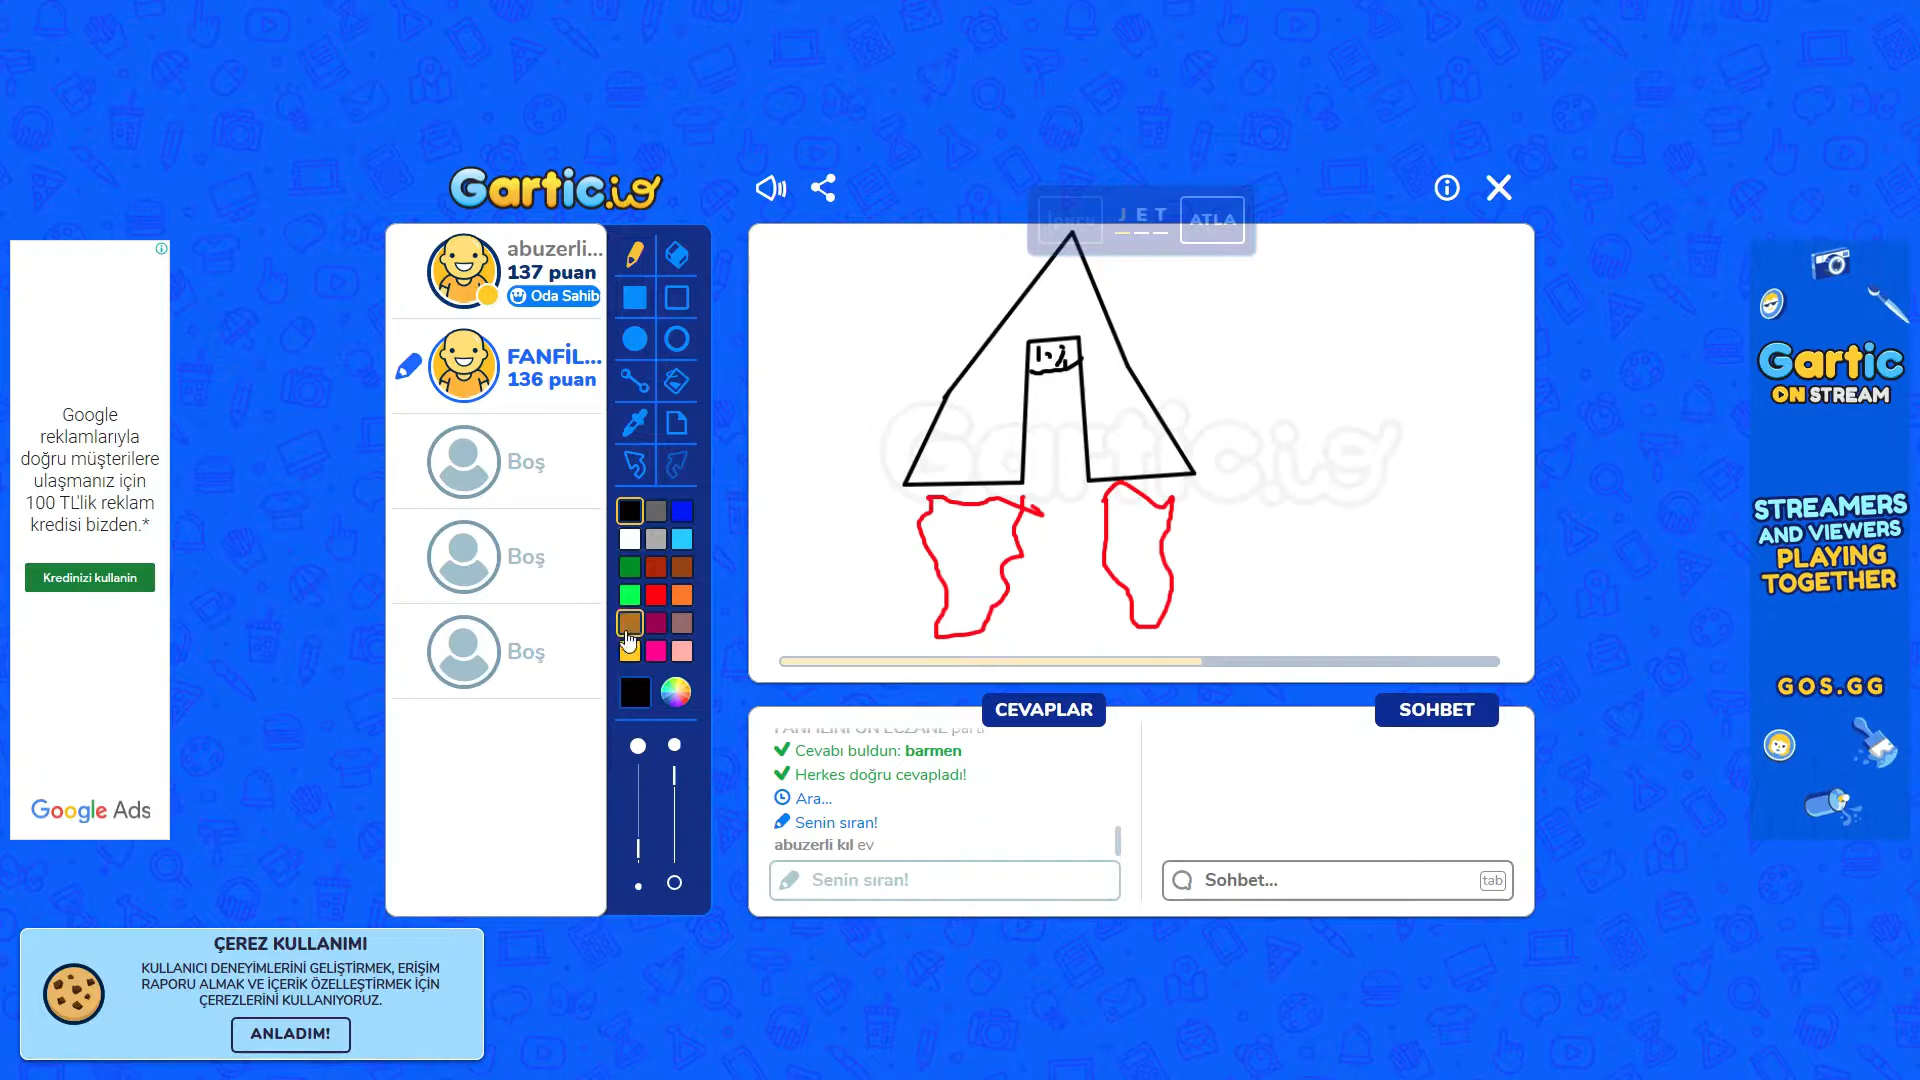 Gartic.io
İPUCU
JET
ATLA
abuzerli...
137 puan
Oda Sahib
FANFİL...
136 puan
Boş
Boş
Boş
Google
reklamlarıyla
doğru müşterilere
ulaşmanız için
100 TL'lik reklam
kredisi bizden.*
Kredinizi kullanın
Google Ads
Gartic.io
Gartic
ON STREAM
STREAMERS
AND VIEWERS
PLAYING
TOGETHER
GOS.GG
CEVAPLAR
SOHBET
Cevabı buldun: barmen
Herkes doğru cevapladı!
Ara...
Senin sıran!
abuzerli kıl ev
Senin sıran!
Sohbet...
tab
ÇEREZ KULLANIMI
KULLANICI DENEYİMLERİNİ GELİŞTİRMEK, ERİŞİM
RAPORU ALMAK VE İÇERİK ÖZELLEŞTİRMEK İÇİN
ÇEREZLERİNİ KULLANIYORUZ.
ANLADIM!